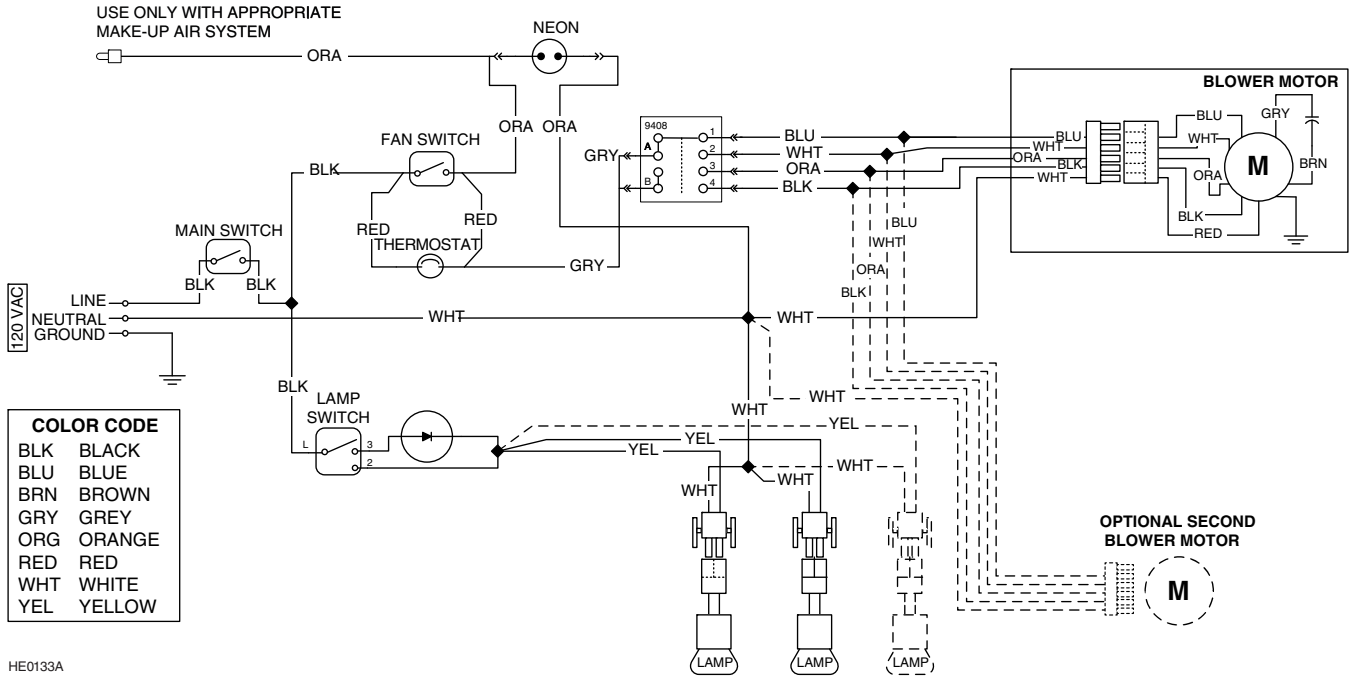 USE ONLY WITH APPROPRIATE
MAKE-UP AIR SYSTEM
ORA
NEON
BLOWER MOTOR
FAN SWITCH
ORA ORA
BLK
RED
RED
THERMOSTAT
GRY
GRY
9408
A
B
1
2
3
4
BLU
WHT
ORA
BLK
BLU
WHT
ORA
BLK
WHT
BLU
WHT
ORA
BLK
RED
GRY
BRN
M
BLU
WHT
ORA
BLK
MAIN SWITCH
BLK
BLK
120 VAC
LINE
NEUTRAL
GROUND
WHT
WHT
BLK
LAMP
SWITCH
L
3
2
WHT
WHT
YEL
YEL
YEL
WHT
WHT
WHT
COLOR CODE
BLK BLACK
BLU BLUE
BRN BROWN
GRY GREY
ORG ORANGE
RED RED
WHT WHITE
YEL YELLOW
OPTIONAL SECOND
BLOWER MOTOR
M
LAMP
LAMP
LAMP
HE0133A